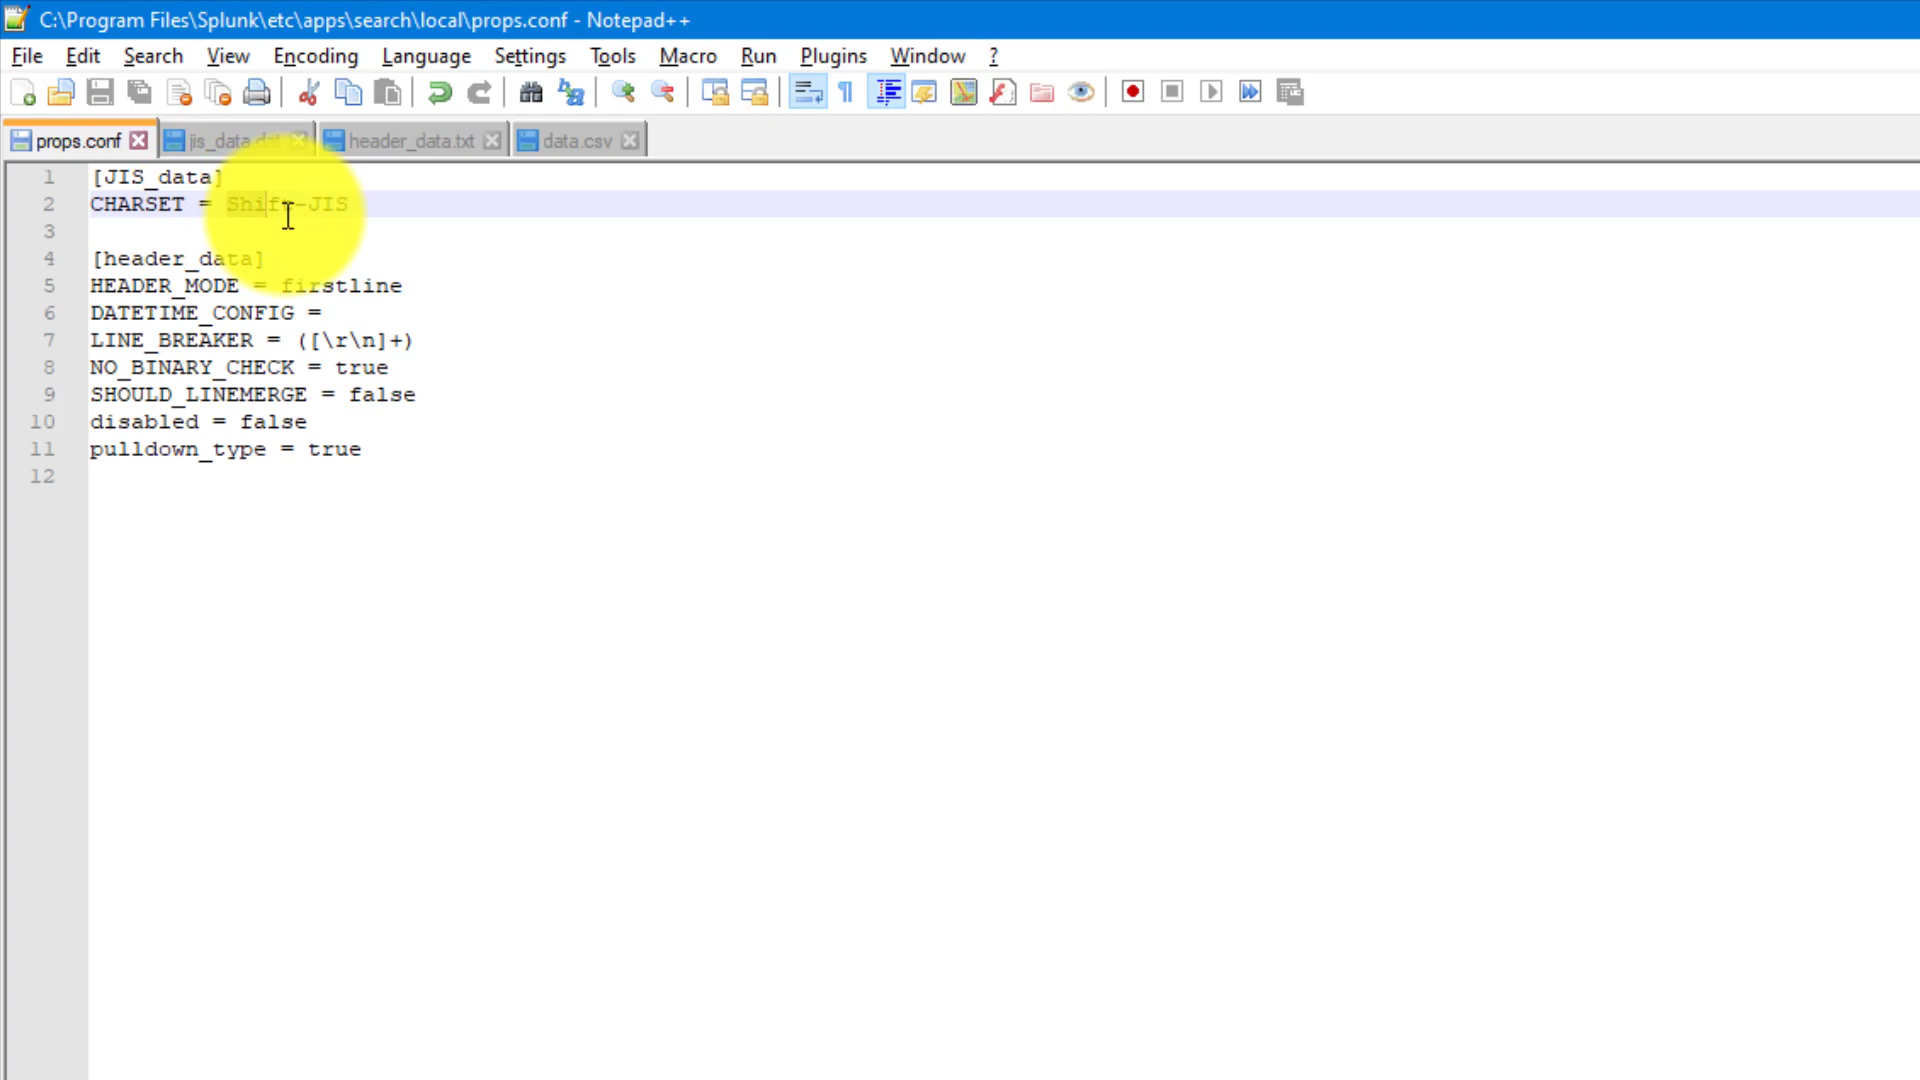 C:\Program Files\Splunk\etc\apps\search\local\props.conf - Notepad++
File Edit Search View Encoding Language Settings Tools Macro Run Plugins Window ?
props.conf jis_data.dat header_data.txt data.csv
1 [JIS_data]
2 CHARSET = Shift-JIS
3
4 [header_data]
5 HEADER_MODE = firstline
6 DATETIME_CONFIG =
7 LINE_BREAKER = ([\r\n]+)
8 NO_BINARY_CHECK = true
9 SHOULD_LINEMERGE = false
10 disabled = false
11 pulldown_type = true
12